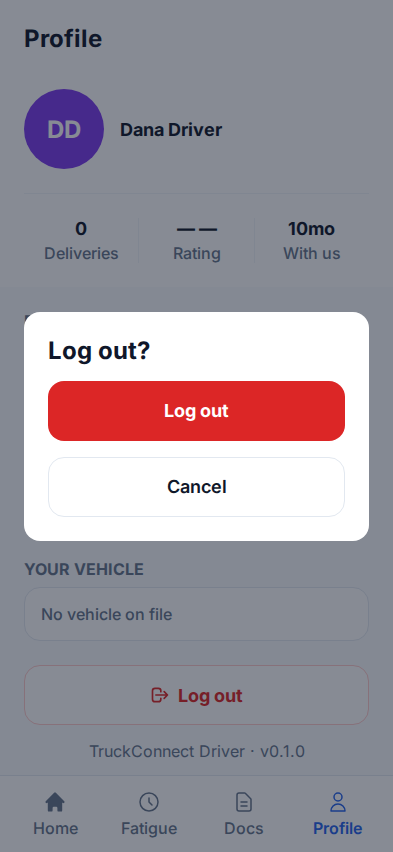 Profile
DD
Dana Driver
0
Deliveries
——
Rating
10mo
With us
Log out?
Log out
Cancel
YOUR VEHICLE
No vehicle on file
Log out
TruckConnect Driver · v0.1.0
Home
Fatigue
Docs
Profile